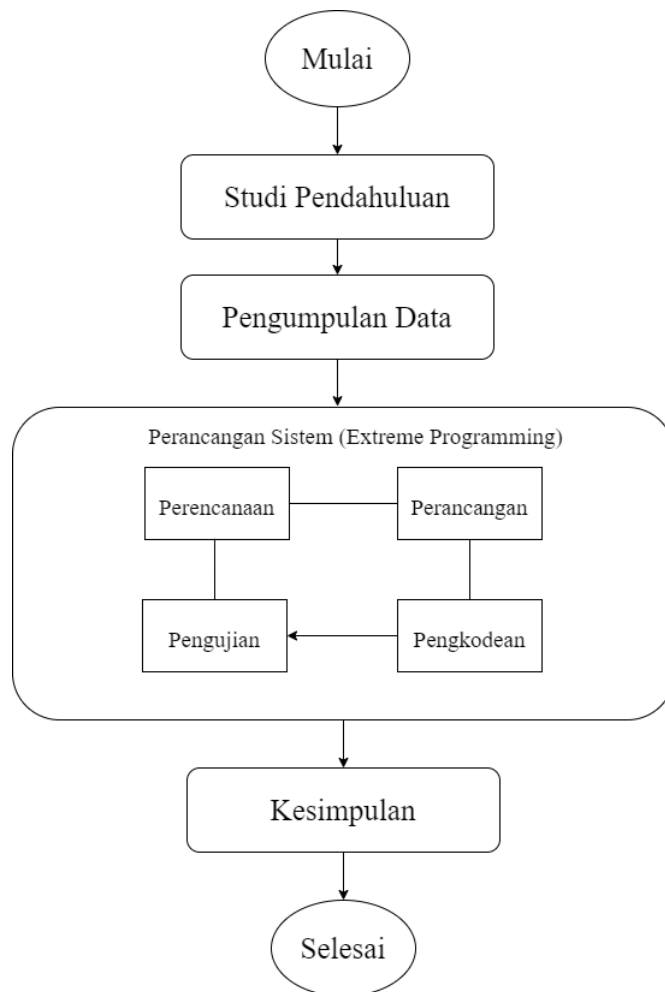 Mulai
Studi Pendahuluan
Pengumpulan Data
Perancangan Sistem (Extreme Programming)
Perencanaan
Perancangan
Pengujian
Pengkodean
Kesimpulan
Selesai